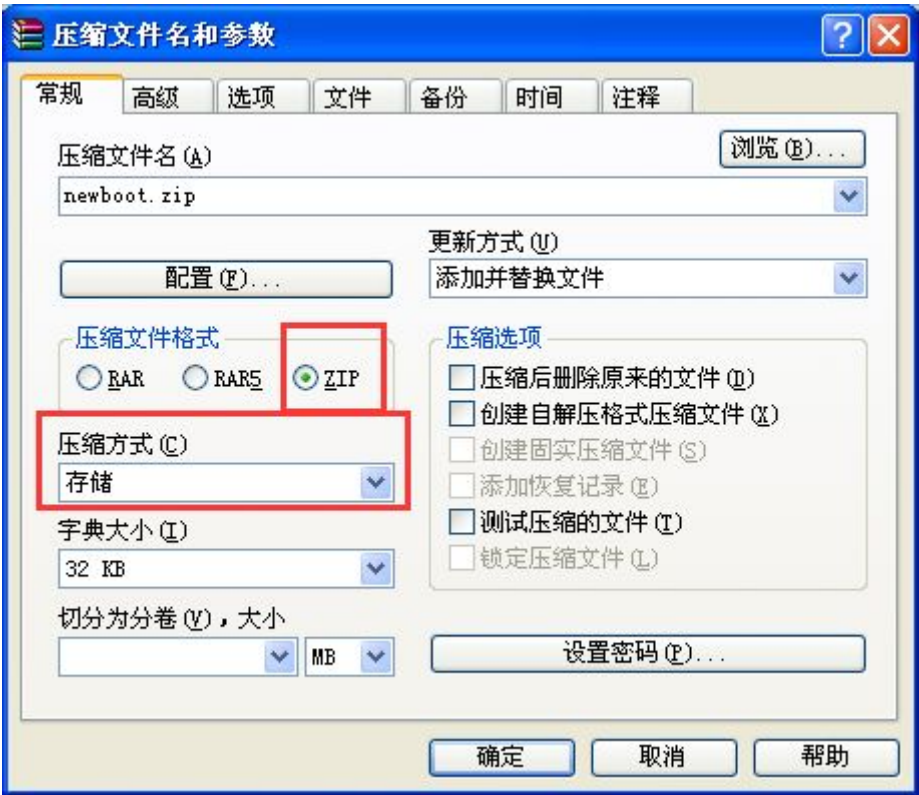 压缩文件名和参数
常规 高级 选项 文件 备份 时间 注释
压缩文件名(A) 浏览(B)...
newboot.zip
更新方式(U)
配置(F)... 添加并替换文件
压缩文件格式 压缩选项
RAR RAR5 ZIP 压缩后删除原来的文件(D)
创建自解压格式压缩文件(X)
压缩方式(C) 创建固实压缩文件(S)
存储 添加恢复记录(E)
字典大小(I) 测试压缩的文件(T)
32 KB 锁定压缩文件(L)
切分为分卷(V)，大小
MB 设置密码(P)...
确定 取消 帮助